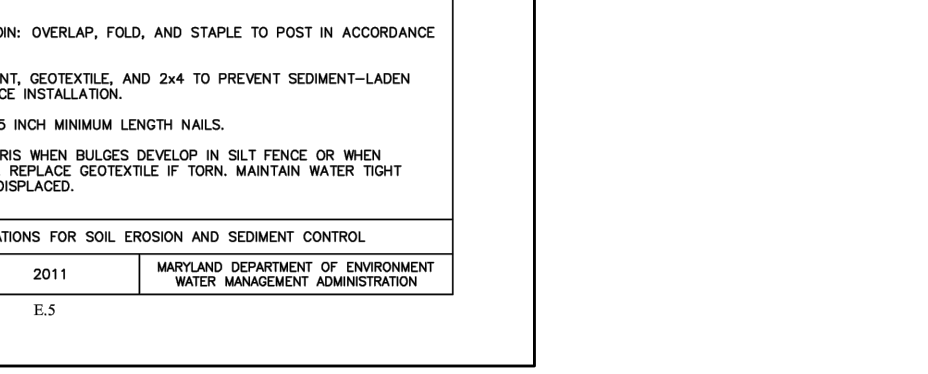 OIN: OVERLAP, FOLD, AND STAPLE TO POST IN ACCORDANCE
NT, GEOTEXTILE, AND 2x4 TO PREVENT SEDIMENT–LADEN
CE INSTALLATION.
5 INCH MINIMUM LENGTH NAILS.
RIS WHEN BULGES DEVELOP IN SILT FENCE OR WHEN
REPLACE GEOTEXTILE IF TORN. MAINTAIN WATER TIGHT
DISPLACED.
ATIONS FOR SOIL EROSION AND SEDIMENT CONTROL
2011
MARYLAND DEPARTMENT OF ENVIRONMENT
WATER MANAGEMENT ADMINISTRATION
E.5